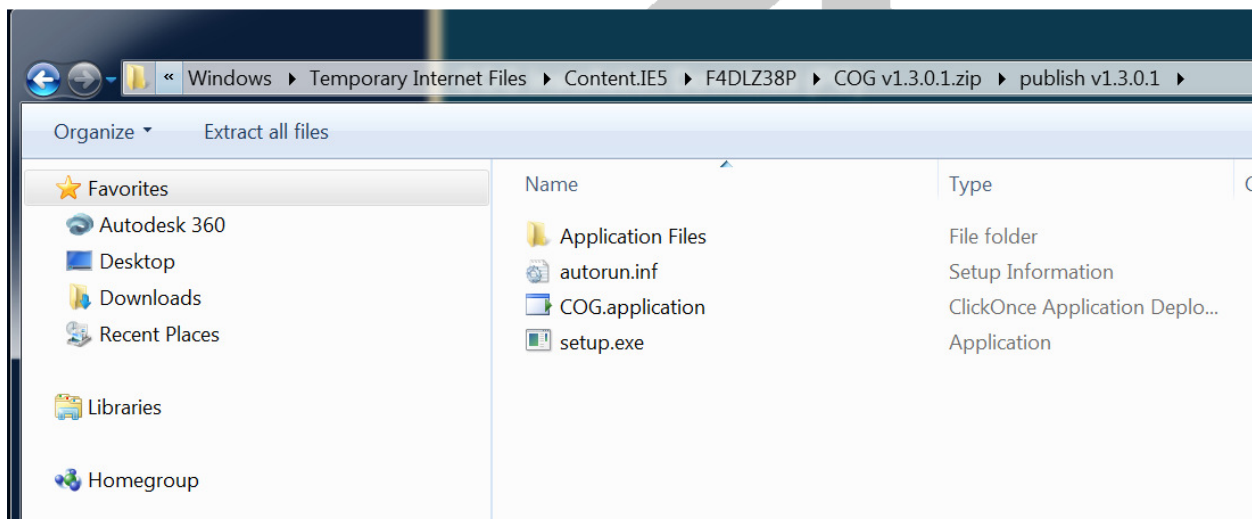 « Windows ▸ Temporary Internet Files ▸ Content.IE5 ▸ F4DLZ38P ▸ COG v1.3.0.1.zip ▸ publish v1.3.0.1 ▸
Organize Extract all files
Favorites
Autodesk 360
Desktop
Downloads
Recent Places
Libraries
Homegroup
Name Type
Application Files File folder
autorun.inf Setup Information
COG.application ClickOnce Application Deplo...
setup.exe Application